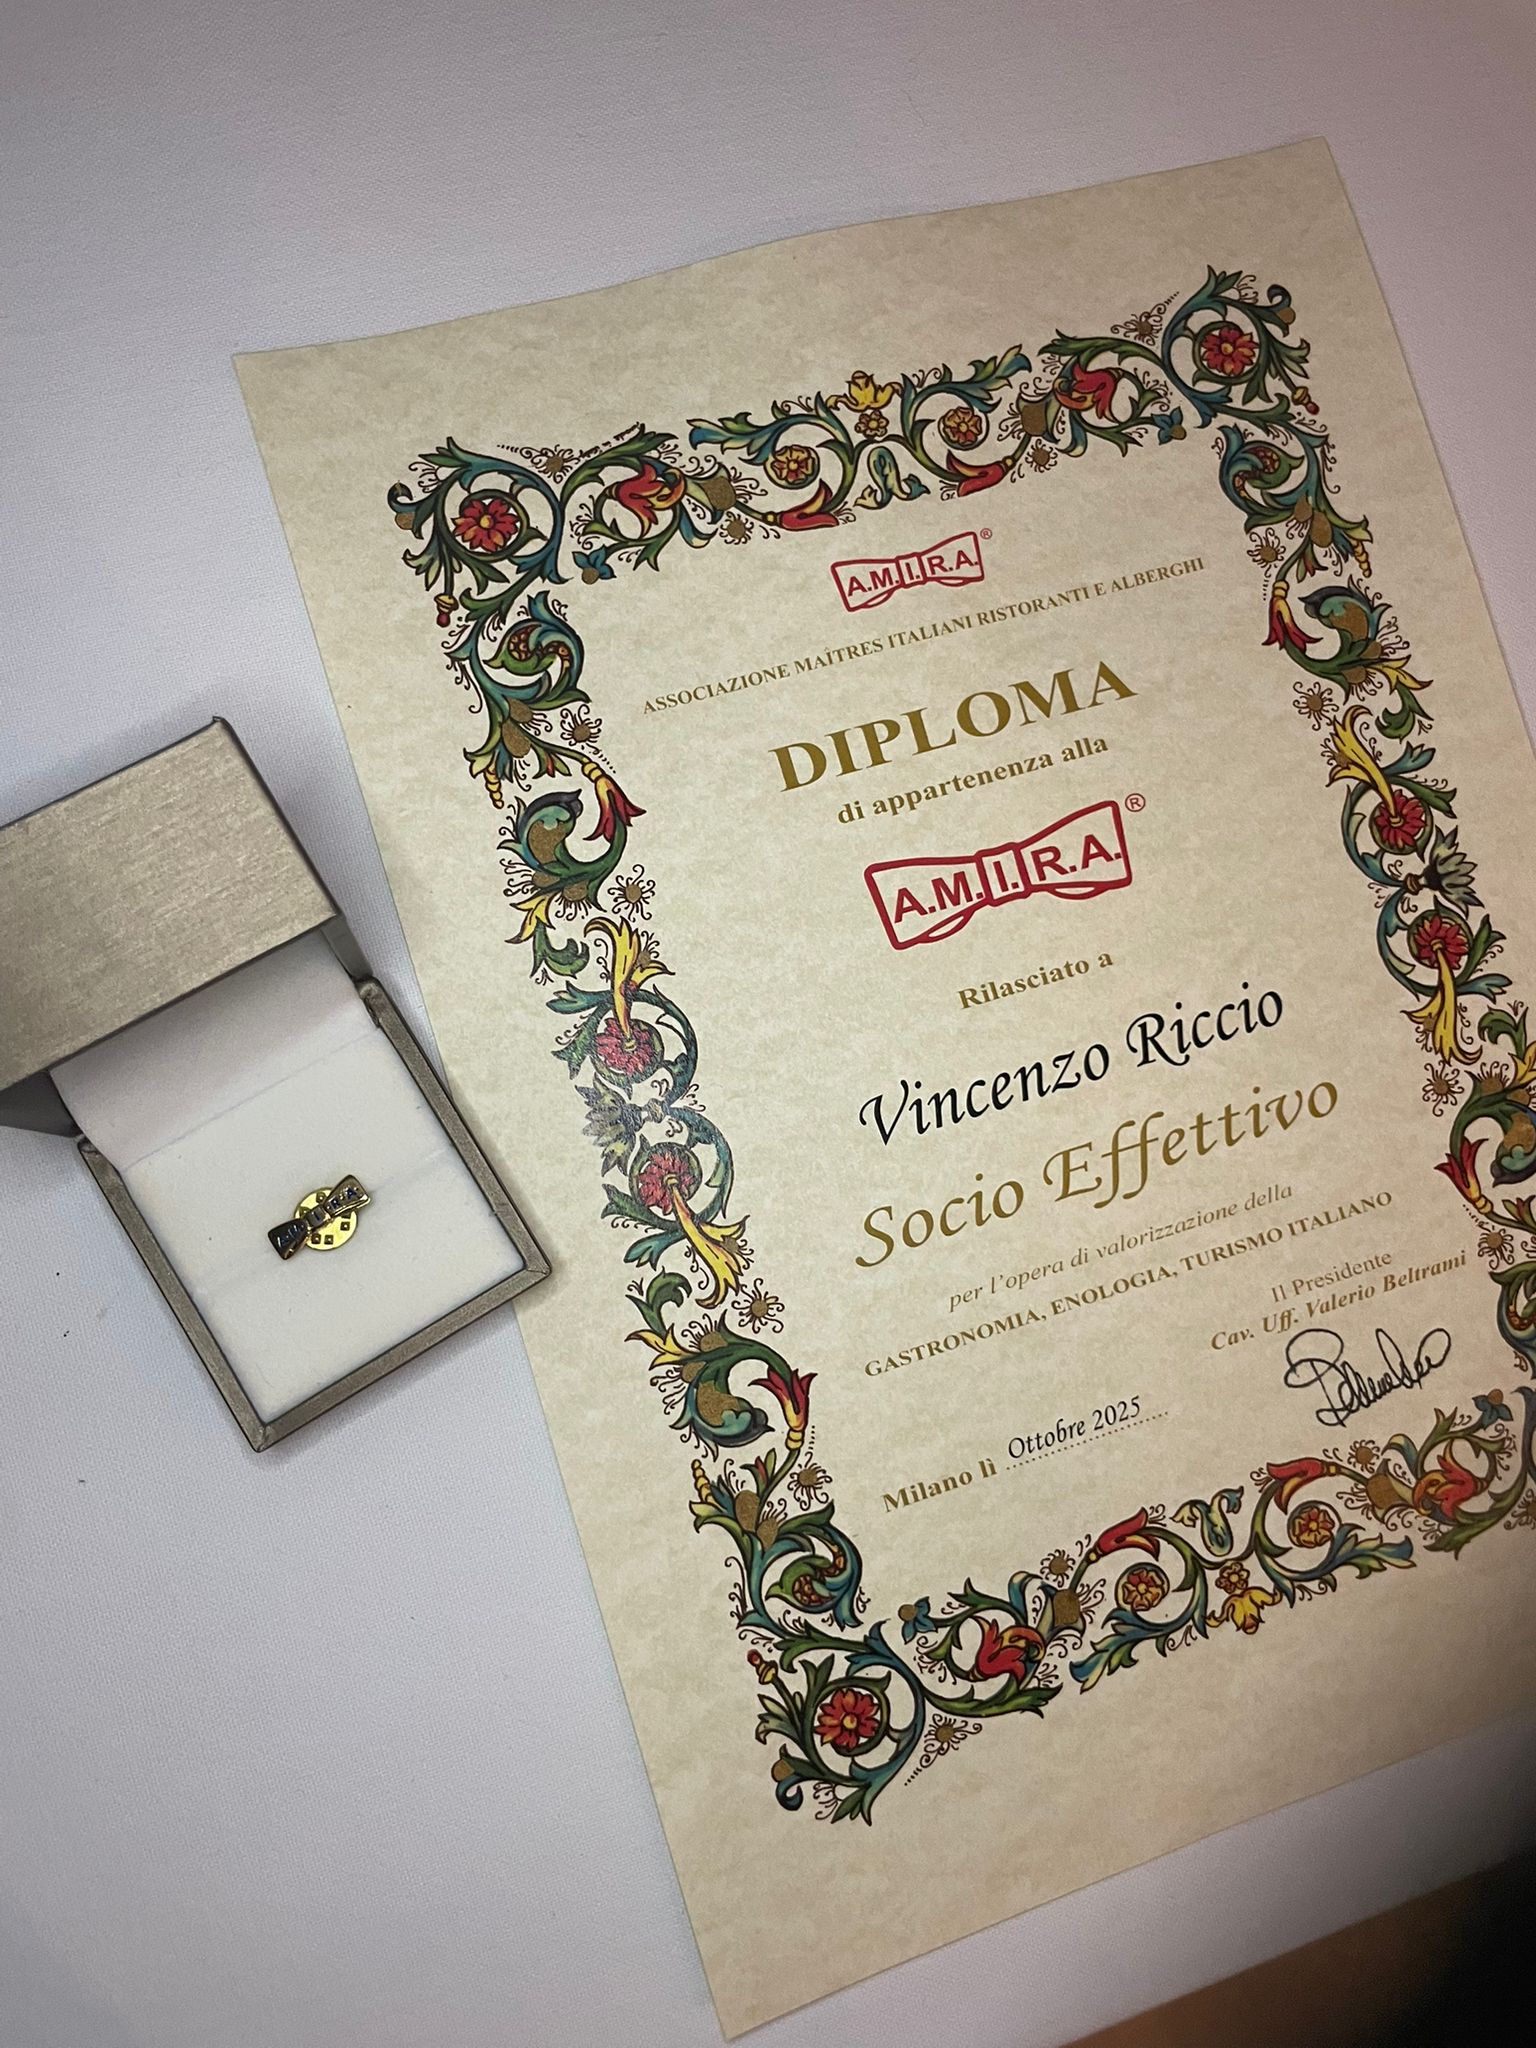 A.M.I.R.A.®
ASSOCIAZIONE MAÎTRES ITALIANI RISTORANTI E ALBERGHI
DIPLOMA
di appartenenza alla
A.M.I.R.A.®
Rilasciato a
Vincenzo Riccio
Socio Effettivo
per l'opera di valorizzazione della
GASTRONOMIA, ENOLOGIA, TURISMO ITALIANO
Il Presidente
Cav. Uff. Valerio Beltrami
Milano lì Ottobre 2025
A.M.I.R.A.